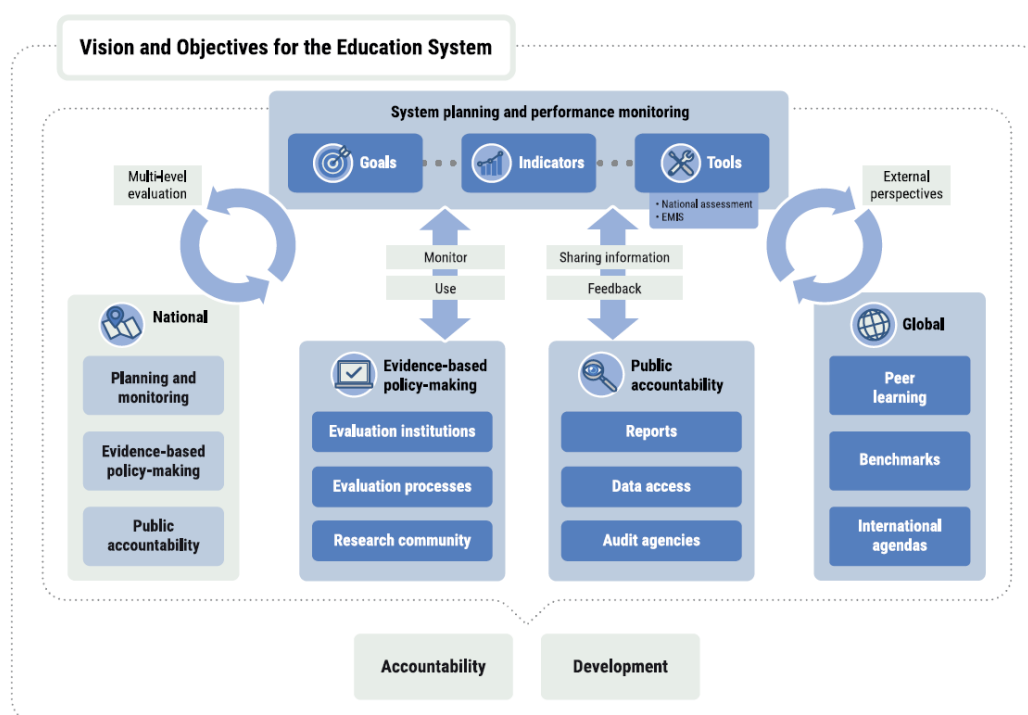 Vision and Objectives for the Education System
System planning and performance monitoring
Goals
Indicators
Tools
• National assessment
• EMIS
Multi-level
evaluation
External
perspectives
Monitor
Use
Sharing information
Feedback
National
Planning and
monitoring
Evidence-based
policy-making
Public
accountability
Evidence-based
policy-making
Evaluation institutions
Evaluation processes
Research community
Public
accountability
Reports
Data access
Audit agencies
Global
Peer
learning
Benchmarks
International
agendas
Accountability
Development